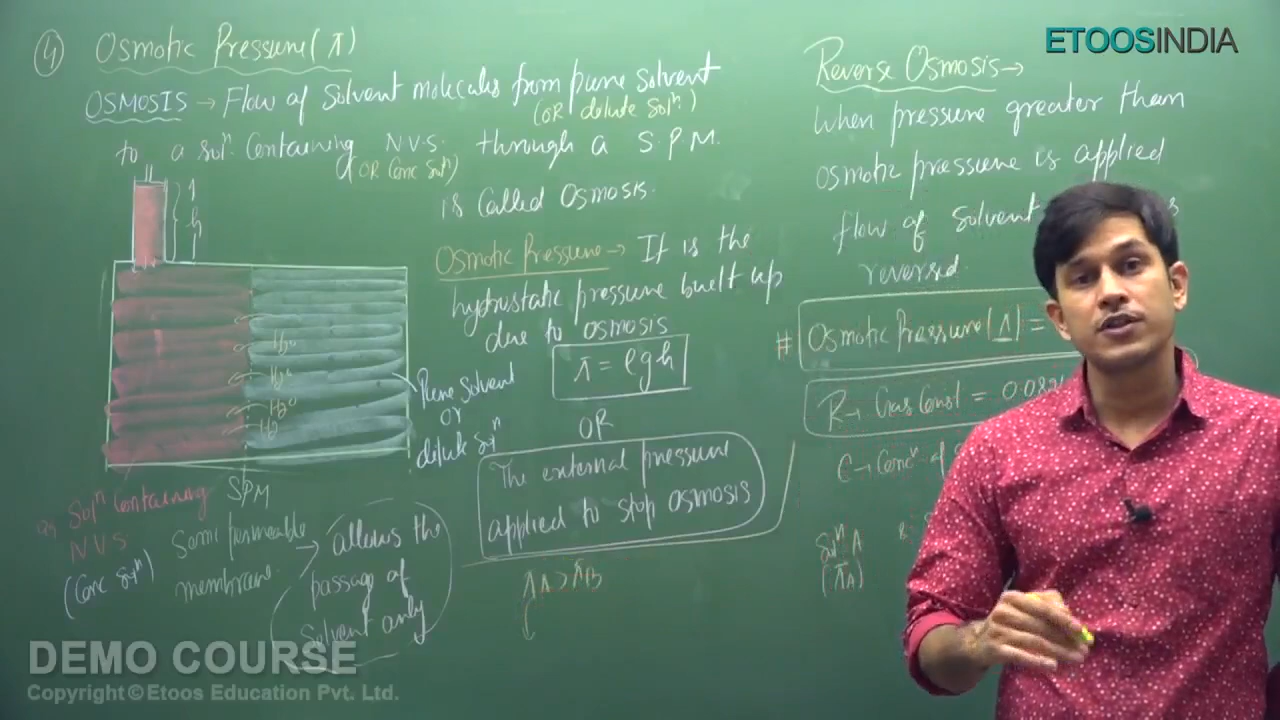 ETOOSINDIA
(4) Osmotic Pressure (π)
OSMOSIS → Flow of Solvent molecules from pure solvent
(OR dilute Solⁿ)
to a Solⁿ Containing N.V.S. through a S.P.M.
(OR Conc Solⁿ)
is Called Osmosis.
h
Osmotic Pressure → It is the
hydrostatic pressure built up
due to osmosis
π = ρgh
OR
The external pressure
applied to stop osmosis
πA > πB
H₂O
H₂O
H₂O
H₂O
Pure Solvent
or
dilute Solⁿ
SPM
Semi permeable
membrane
→ allows the
passage of
Solvent only
aq Solⁿ Containing
N.V.S
(Conc Solⁿ)
Reverse Osmosis →
When pressure greater than
osmotic pressure is applied
flow of Solvent
reversed.
# Osmotic Pressure (π) =
R → Gas Const = 0.082
C → Concⁿ of
Solⁿ A
(πA)
DEMO COURSE
Copyright © Etoos Education Pvt. Ltd.